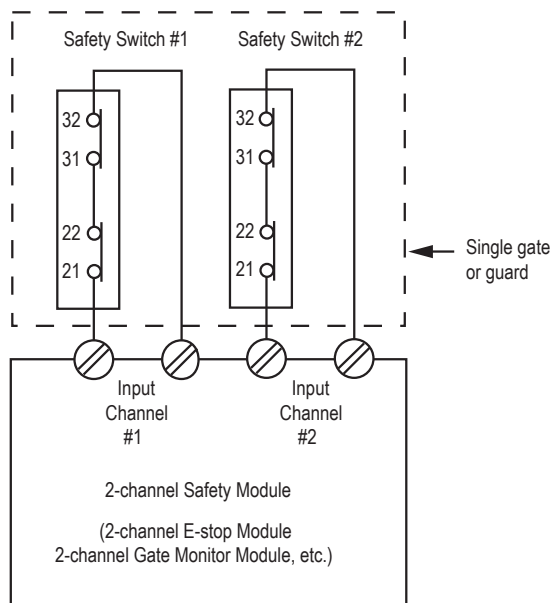 Safety Switch #1
Safety Switch #2
32
31
22
21
32
31
22
21
Single gate
or guard
Input
Channel
#1
Input
Channel
#2
2-channel Safety Module
(2-channel E-stop Module
2-channel Gate Monitor Module, etc.)